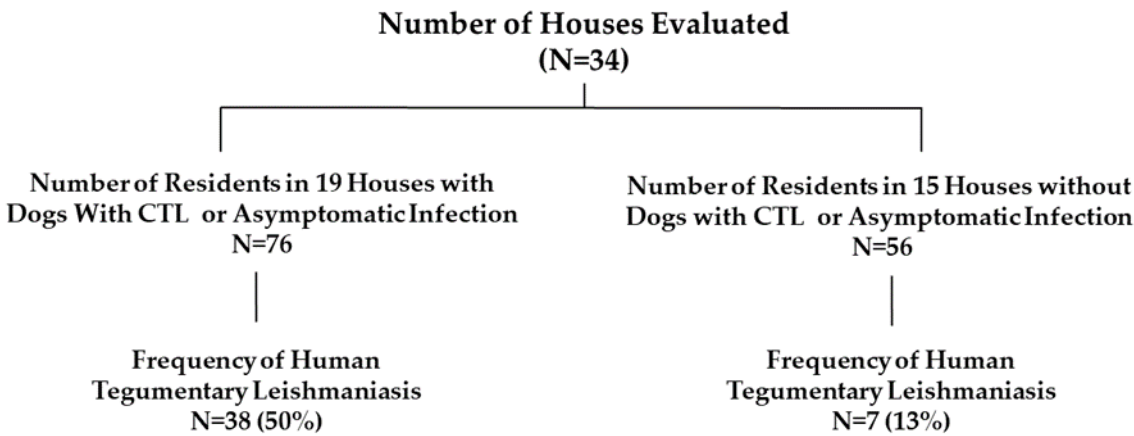 Number of Houses Evaluated
(N=34)
Number of Residents in 19 Houses with
Dogs With CTL or Asymptomatic Infection
N=76
Number of Residents in 15 Houses without
Dogs with CTL or Asymptomatic Infection
N=56
Frequency of Human
Tegumentary Leishmaniasis
N=38 (50%)
Frequency of Human
Tegumentary Leishmaniasis
N=7 (13%)